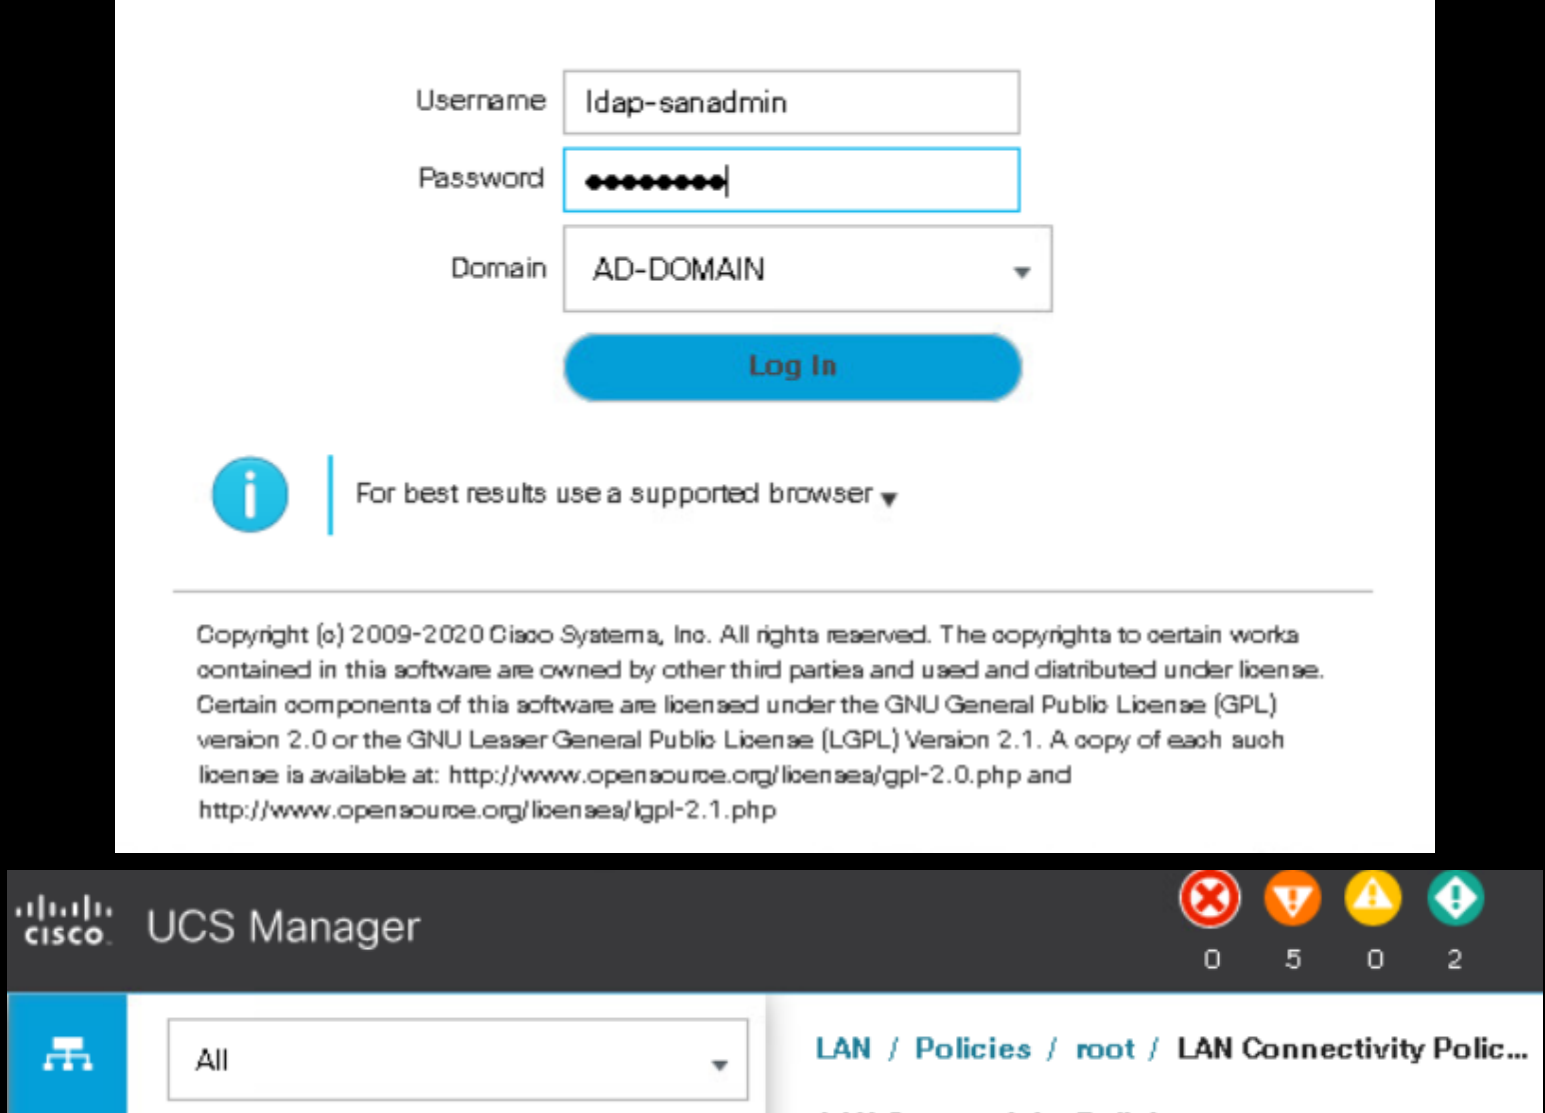 Username ldap-sanadmin
Password
Domain AD-DOMAIN
Log In
For best results use a supported browser
Copyright (c) 2009-2020 Cisco Systems, Inc. All rights reserved. The copyrights to certain works
contained in this software are owned by other third parties and used and distributed under license.
Certain components of this software are licensed under the GNU General Public License (GPL)
version 2.0 or the GNU Lesser General Public License (LGPL) Version 2.1. A copy of each such
license is available at: http://www.opensource.org/licenses/gpl-2.0.php and
http://www.opensource.org/licenses/lgpl-2.1.php
CISCO UCS Manager
0 5 0 2
All
LAN / Policies / root / LAN Connectivity Polic...